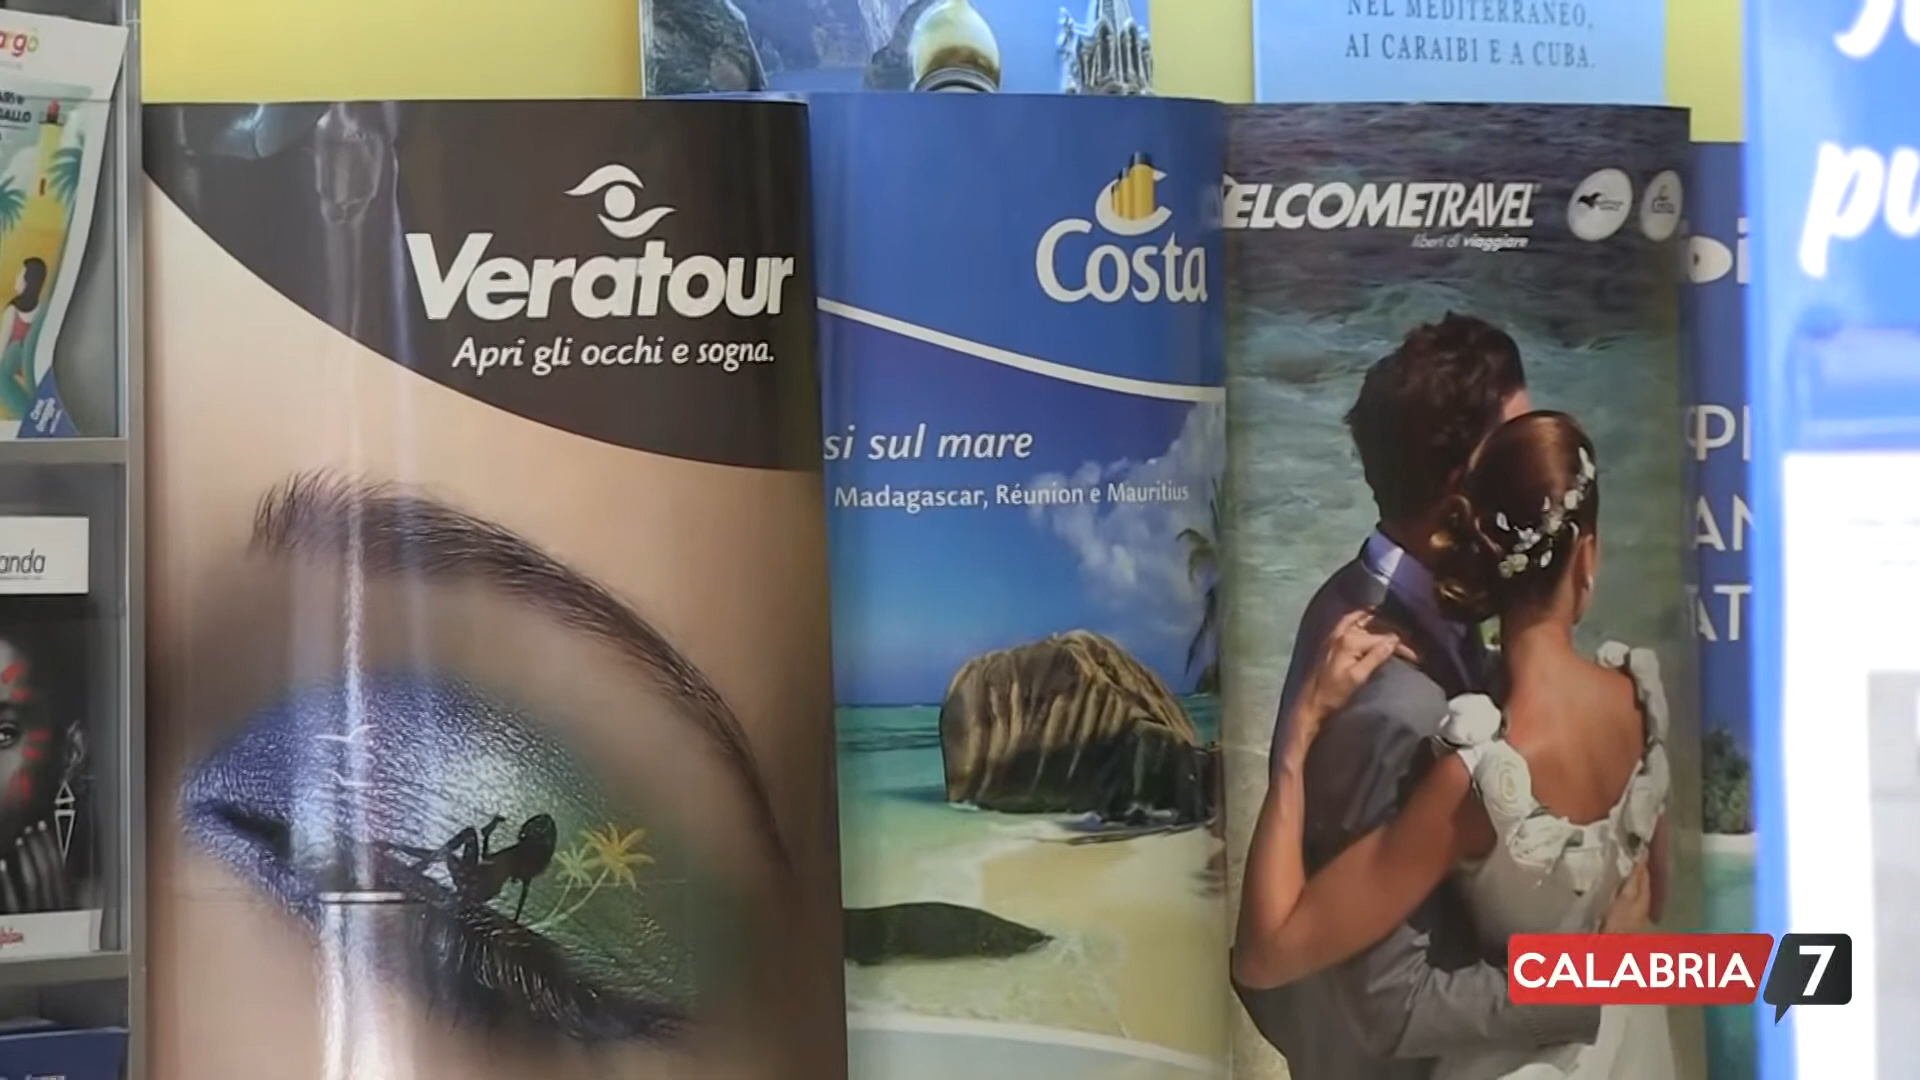 NEL MEDITERRANEO,
AI CARAIBI E A CUBA.
Veratour
Apri gli occhi e sogna.
Costa
si sul mare
Madagascar, Réunion e Mauritius
ELCOMETRAVEL
liberi di viaggiare
anda
CALABRIA 7